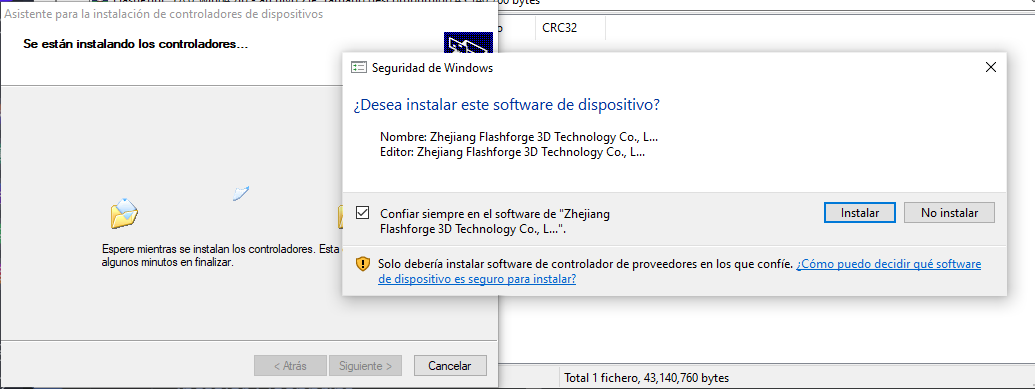 bytes
Asistente para la instalación de controladores de dispositivos
Se están instalando los controladores...
CRC32
Seguridad de Windows
¿Desea instalar este software de dispositivo?
Nombre: Zhejiang Flashforge 3D Technology Co., L...
Editor: Zhejiang Flashforge 3D Technology Co., L...
Confiar siempre en el software de "Zhejiang
Flashforge 3D Technology Co., L...".
Instalar
No instalar
Solo debería instalar software de controlador de proveedores en los que confíe. ¿Cómo puedo decidir qué software
de dispositivo es seguro para instalar?
Espere mientras se instalan los controladores. Esta
algunos minutos en finalizar.
< Atrás
Siguiente >
Cancelar
Total 1 fichero, 43,140,760 bytes